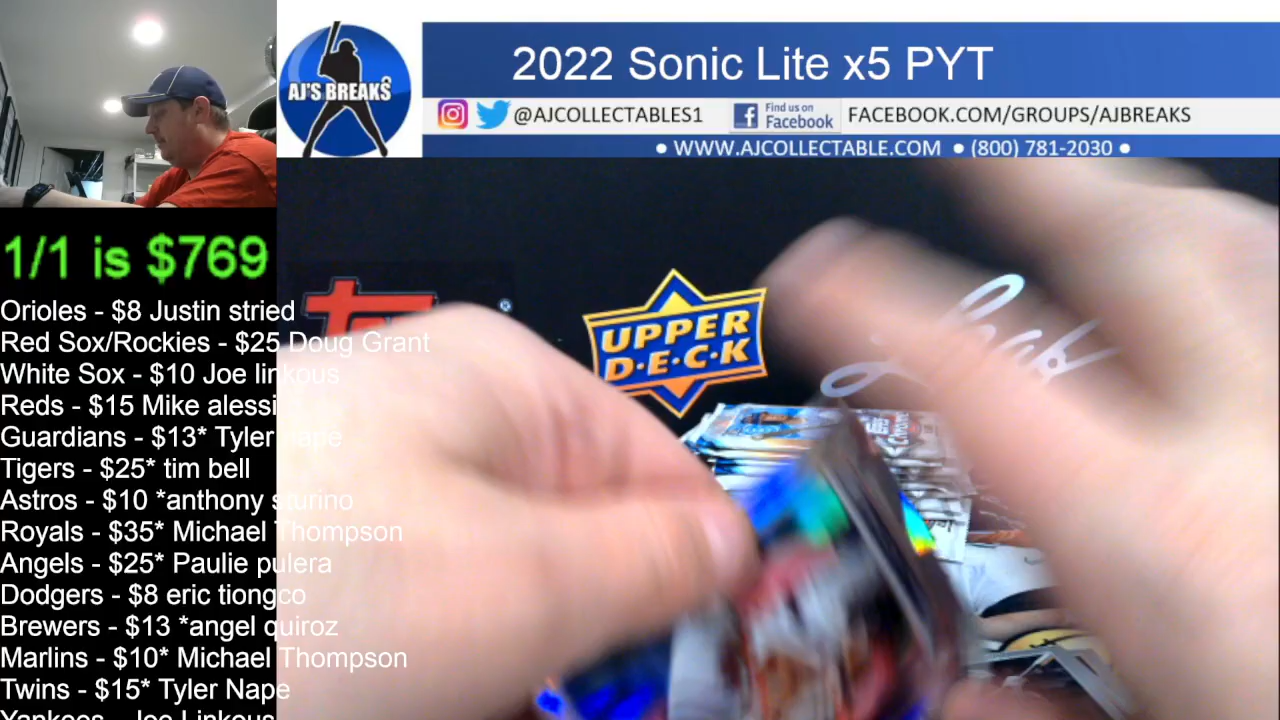 2022 Sonic Lite x5 PYT
AJ'S BREAKS
@AJCOLLECTABLES1
Find us on
Facebook
FACEBOOK.COM/GROUPS/AJBREAKS
• WWW.AJCOLLECTABLE.COM • (800) 781-2030 •
1/1 is $769
Orioles - $8 Justin stried
Red Sox/Rockies - $25 Doug Grant
White Sox - $10 Joe linkous
Reds - $15 Mike alessi
Guardians - $13* Tyler nape
Tigers - $25* tim bell
Astros - $10 *anthony sturino
Royals - $35* Michael Thompson
Angels - $25* Paulie pulera
Dodgers - $8 eric tiongco
Brewers - $13 *angel quiroz
Marlins - $10* Michael Thompson
Twins - $15* Tyler Nape
Yankees - Joe Linkous
UPPER
D•E•C•K
Leaf